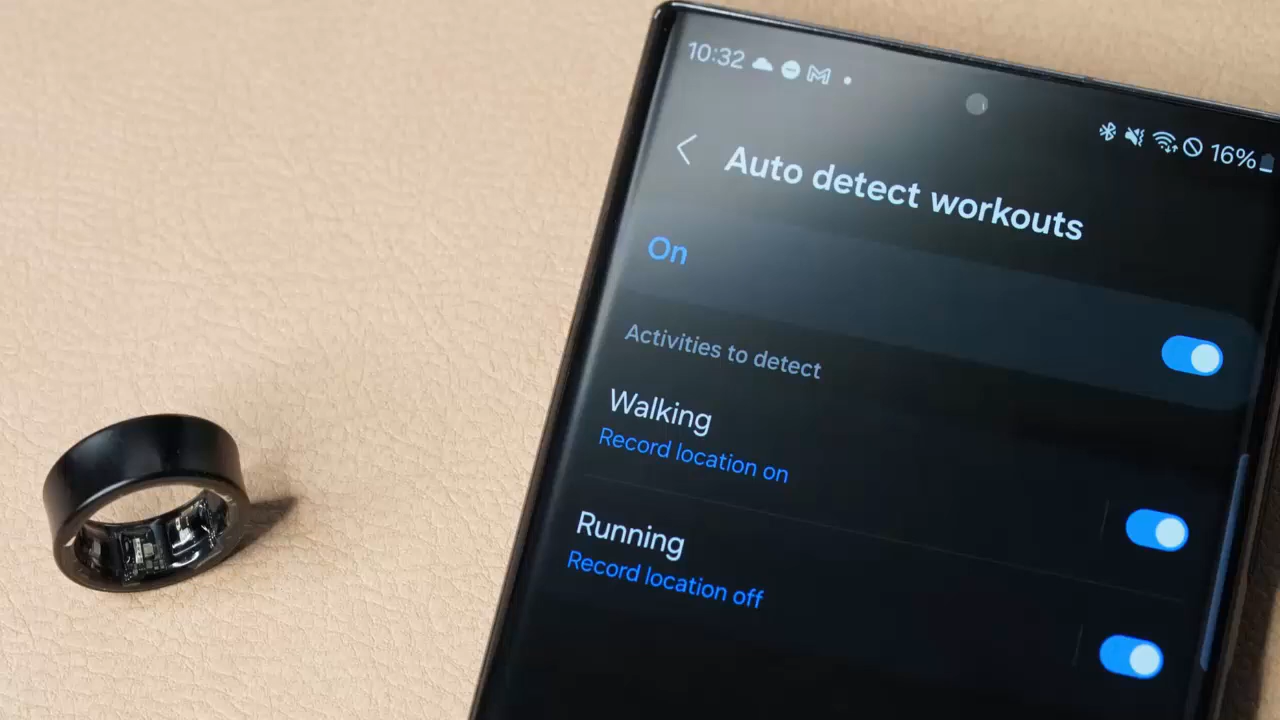 10:32
16%
Auto detect workouts
On
Activities to detect
Walking
Record location on
Running
Record location off